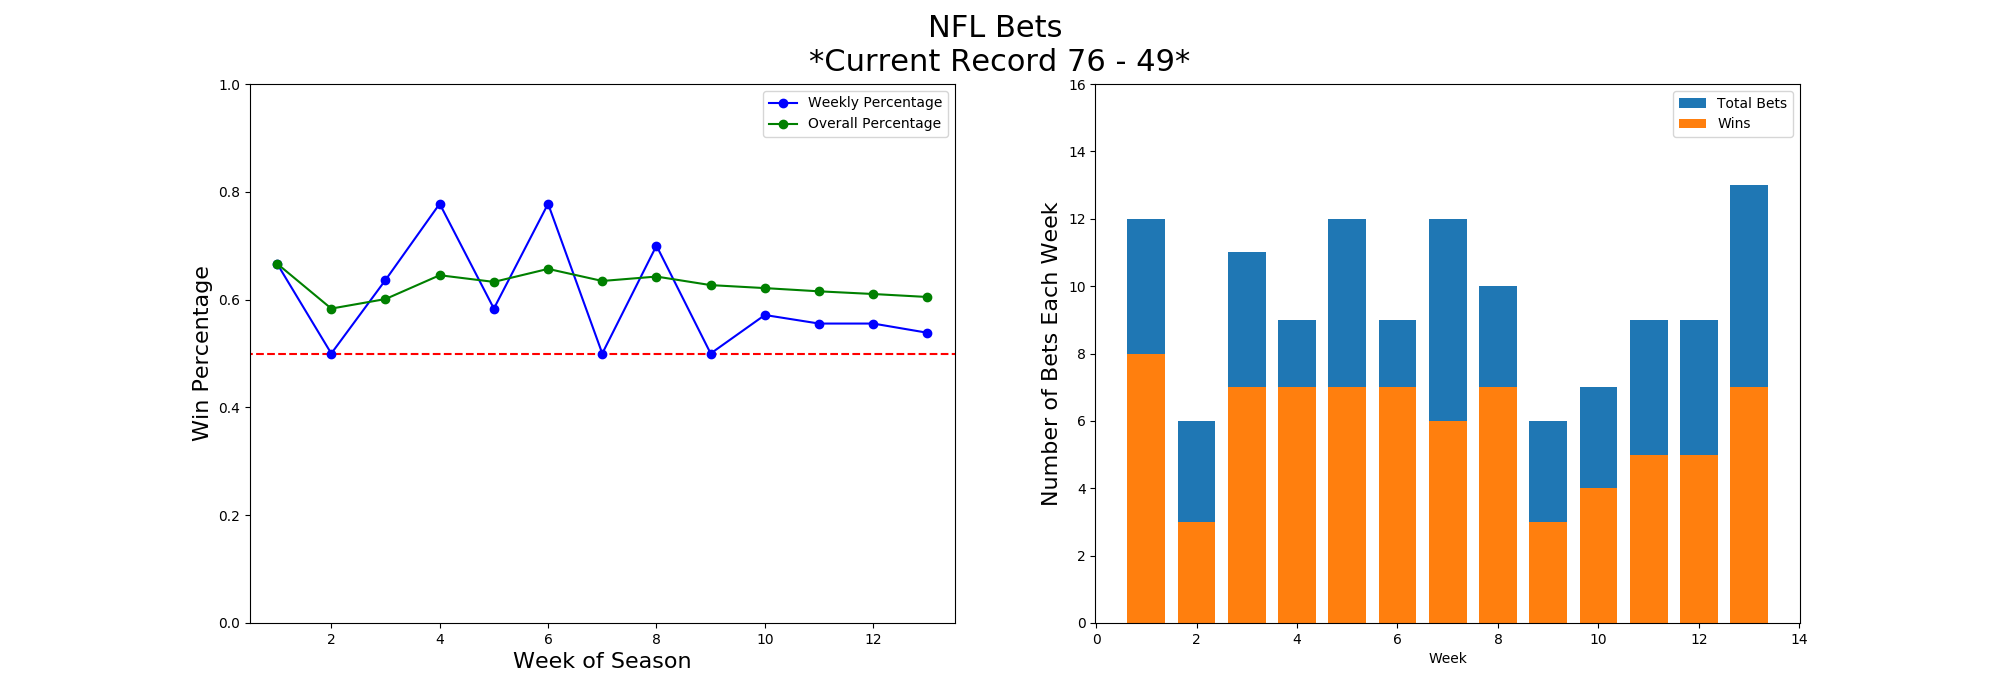 NFL Bets
*Current Record 76 - 49*
Win Percentage
1.0
0.8
0.6
0.4
0.2
0.0
2 4 6 8 10 12
Week of Season
Weekly Percentage
Overall Percentage
Number of Bets Each Week
16
14
12
10
8
6
4
2
0
0 2 4 6 8 10 12 14
Week
Total Bets
Wins